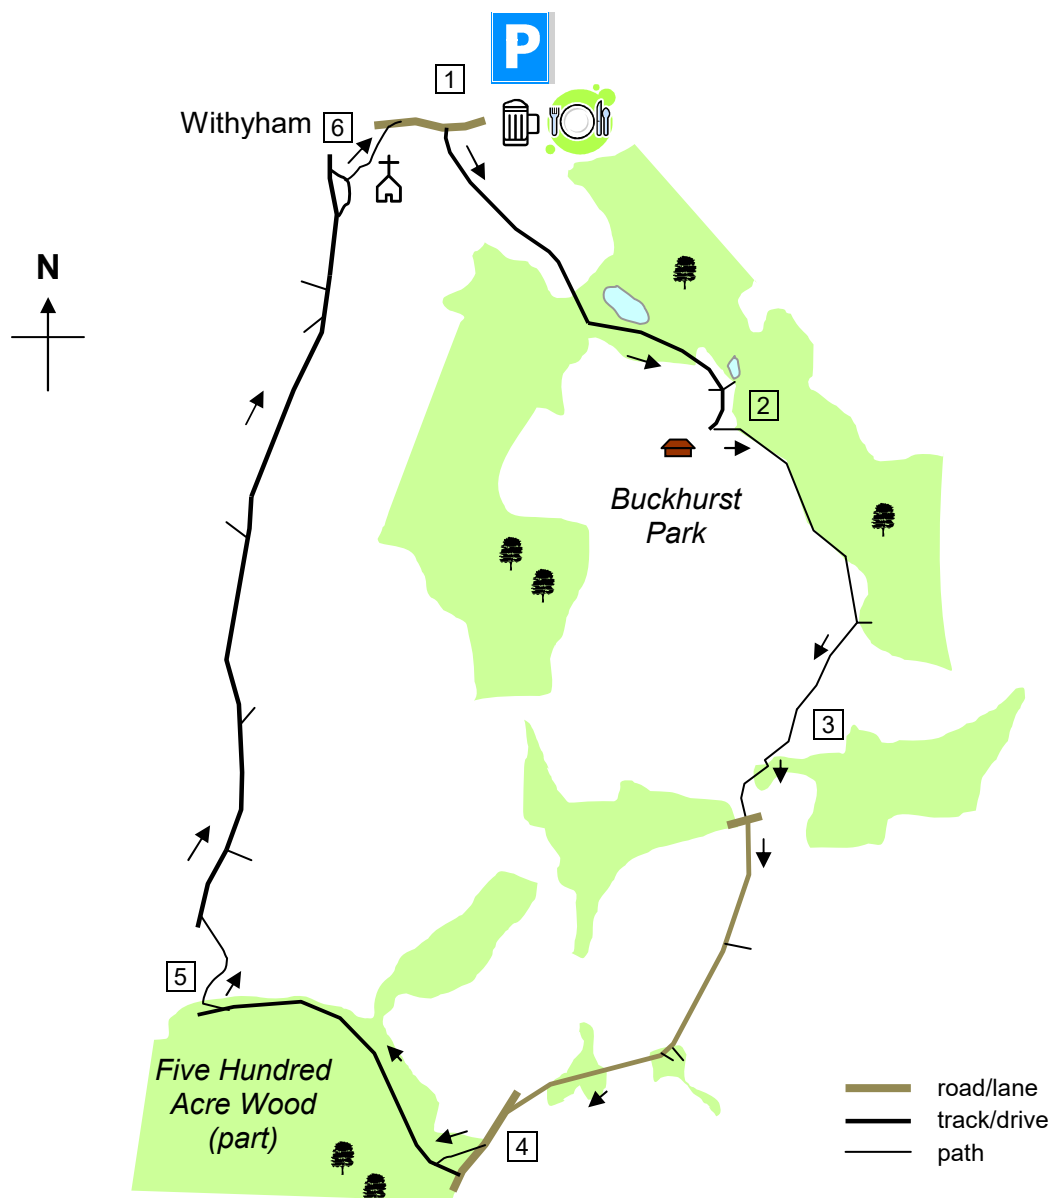 P
1
Withyham
6
N
2
Buckhurst
Park
3
5
Five Hundred
Acre Wood
(part)
4
road/lane
track/drive
path